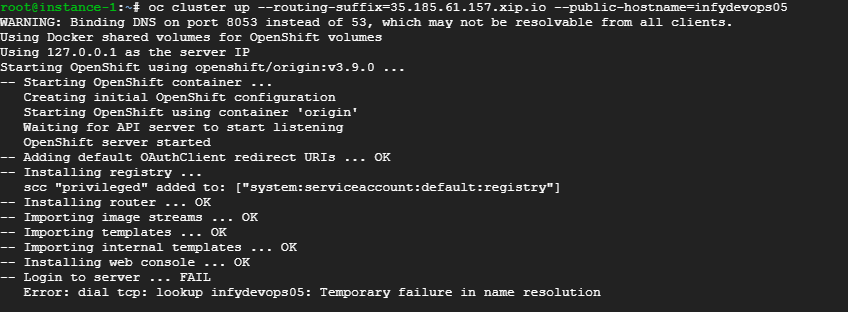 root@instance-1:~# oc cluster up --routing-suffix=35.185.61.157.xip.io --public-hostname=infydevops05
WARNING: Binding DNS on port 8053 instead of 53, which may not be resolvable from all clients.
Using Docker shared volumes for OpenShift volumes
Using 127.0.0.1 as the server IP
Starting OpenShift using openshift/origin:v3.9.0 ...
-- Starting OpenShift container ...
   Creating initial OpenShift configuration
   Starting OpenShift using container 'origin'
   Waiting for API server to start listening
   OpenShift server started
-- Adding default OAuthClient redirect URIs ... OK
-- Installing registry ...
   scc "privileged" added to: ["system:serviceaccount:default:registry"]
-- Installing router ... OK
-- Importing image streams ... OK
-- Importing templates ... OK
-- Importing internal templates ... OK
-- Installing web console ... OK
-- Login to server ... FAIL
   Error: dial tcp: lookup infydevops05: Temporary failure in name resolution